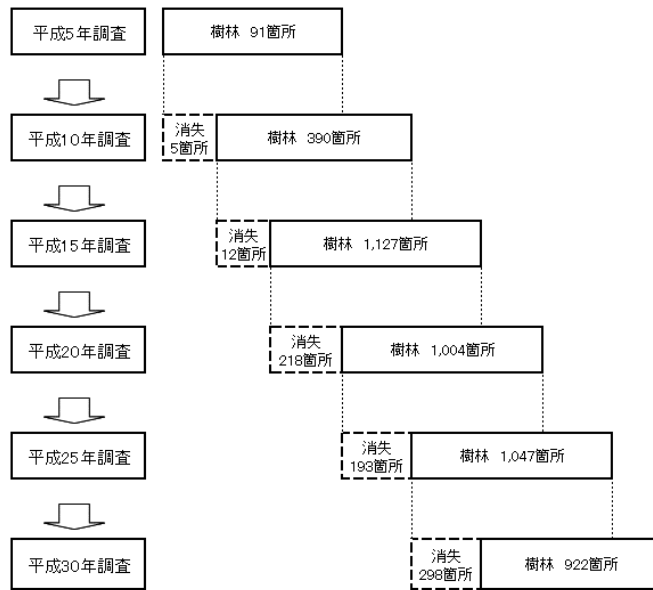 平成5年調査
樹林 91箇所
平成10年調査
消失
5箇所
樹林 390箇所
平成15年調査
消失
12箇所
樹林 1,127箇所
平成20年調査
消失
218箇所
樹林 1,004箇所
平成25年調査
消失
193箇所
樹林 1,047箇所
平成30年調査
消失
298箇所
樹林 922箇所